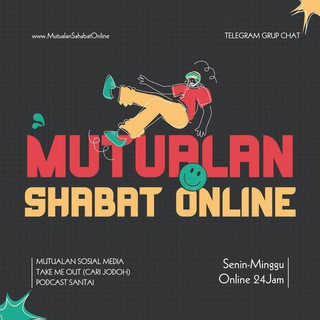 www.MutualanSahabatOnline
TELEGRAM GRUP CHAT
MUTUALAN
SHABAT ONLINE
MUTUALAN SOSIAL MEDIA
TAKE ME OUT (CARI JODOH)
PODCAST SANTAI
Senin-Minggu
Online 24Jam